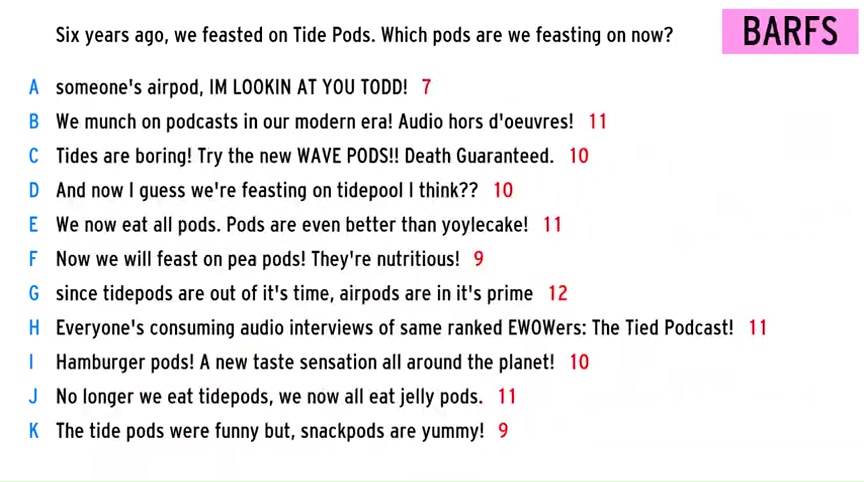 Six years ago, we feasted on Tide Pods. Which pods are we feasting on now?
BARFS
A someone's airpod, IM LOOKIN AT YOU TODD! 7
B We munch on podcasts in our modern era! Audio hors d'oeuvres! 11
C Tides are boring! Try the new WAVE PODS!! Death Guaranteed. 10
D And now I guess we're feasting on tidepool I think?? 10
E We now eat all pods. Pods are even better than yoylecake! 11
F Now we will feast on pea pods! They're nutritious! 9
G since tidepods are out of it's time, airpods are in it's prime 12
H Everyone's consuming audio interviews of same ranked EWOWers: The Tied Podcast! 11
I Hamburger pods! A new taste sensation all around the planet! 10
J No longer we eat tidepods, we now all eat jelly pods. 11
K The tide pods were funny but, snackpods are yummy! 9